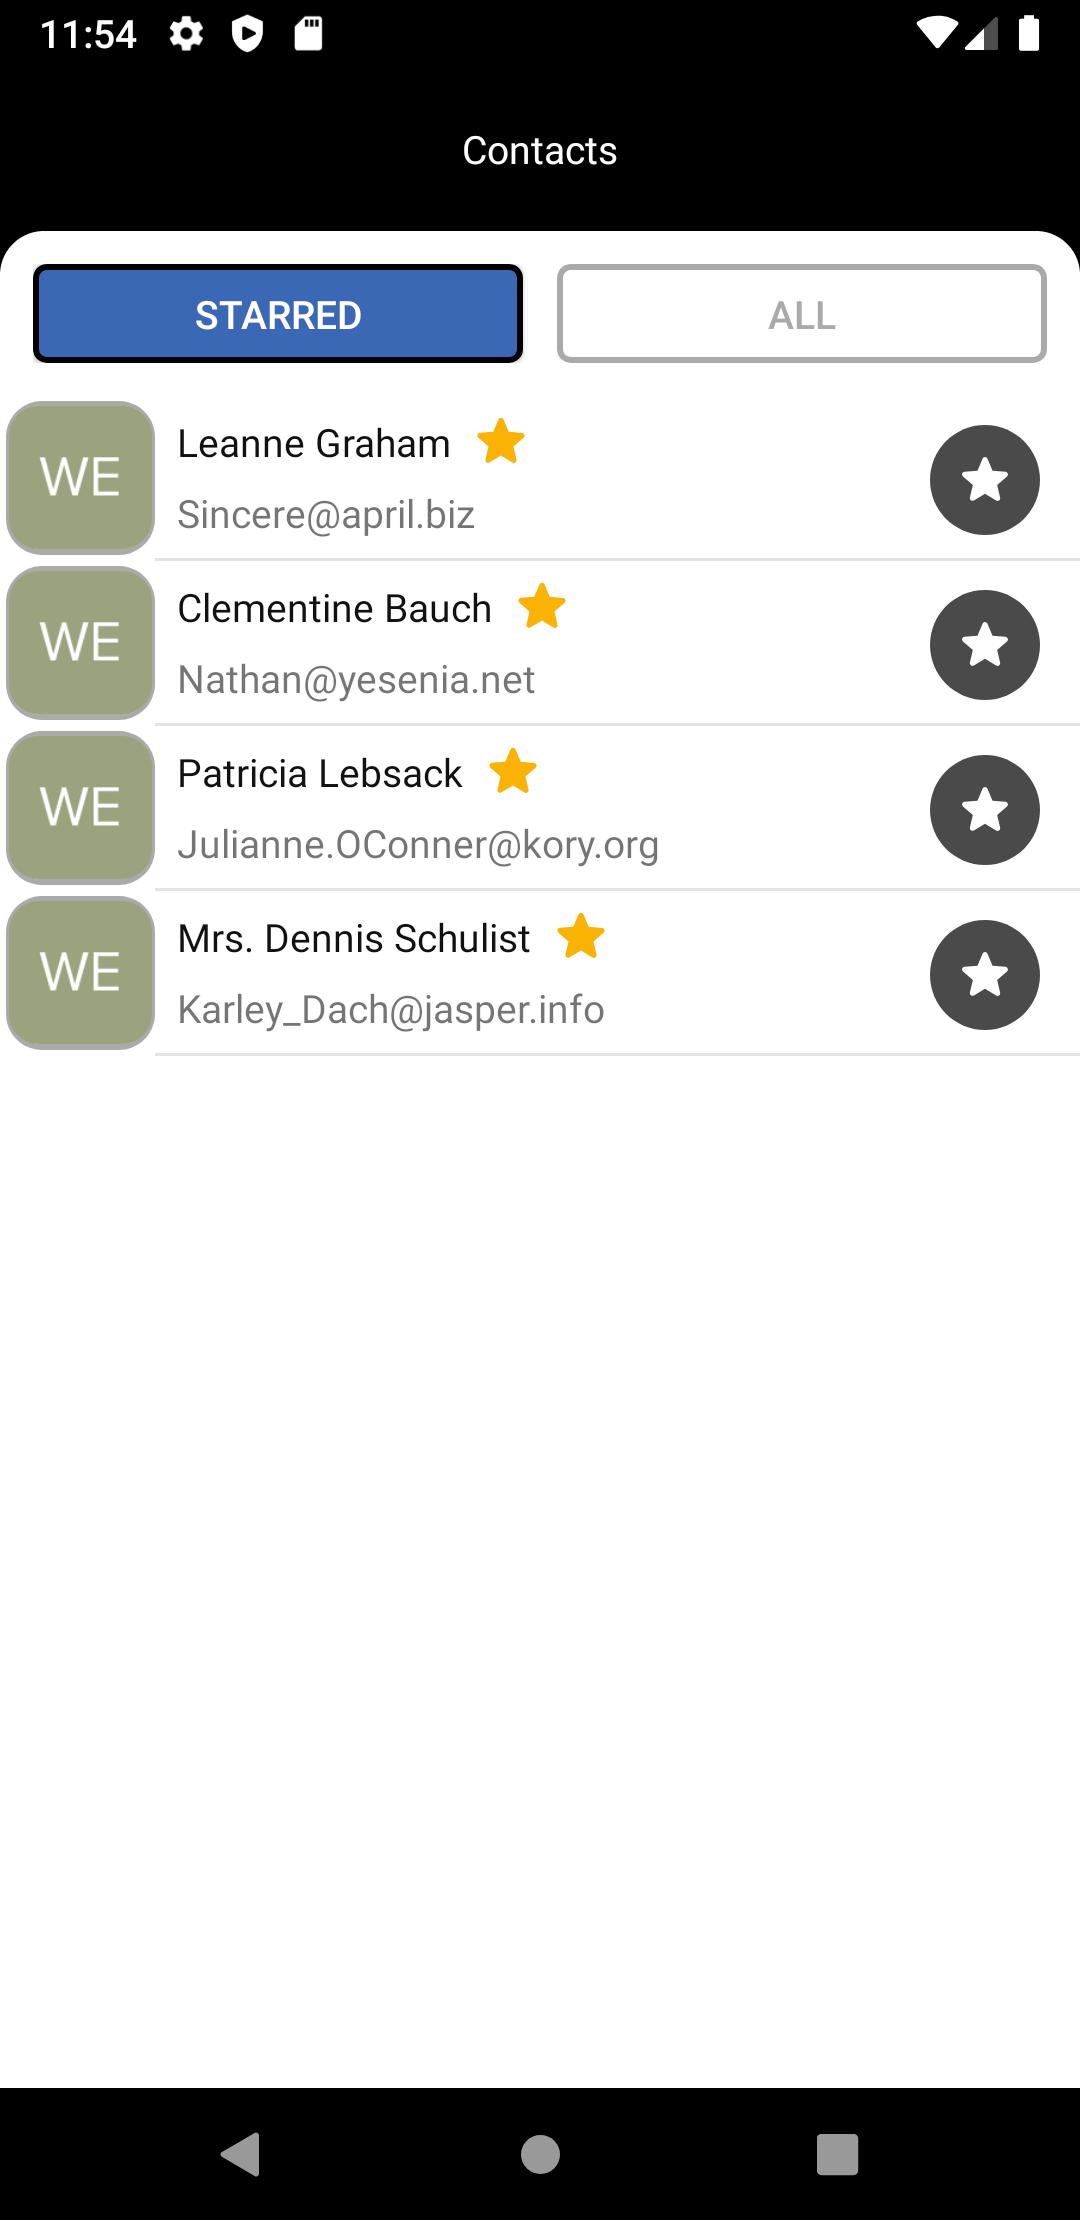 11:54
Contacts
STARRED
ALL
WE
Leanne Graham
Sincere@april.biz
WE
Clementine Bauch
Nathan@yesenia.net
WE
Patricia Lebsack
Julianne.OConner@kory.org
WE
Mrs. Dennis Schulist
Karley_Dach@jasper.info